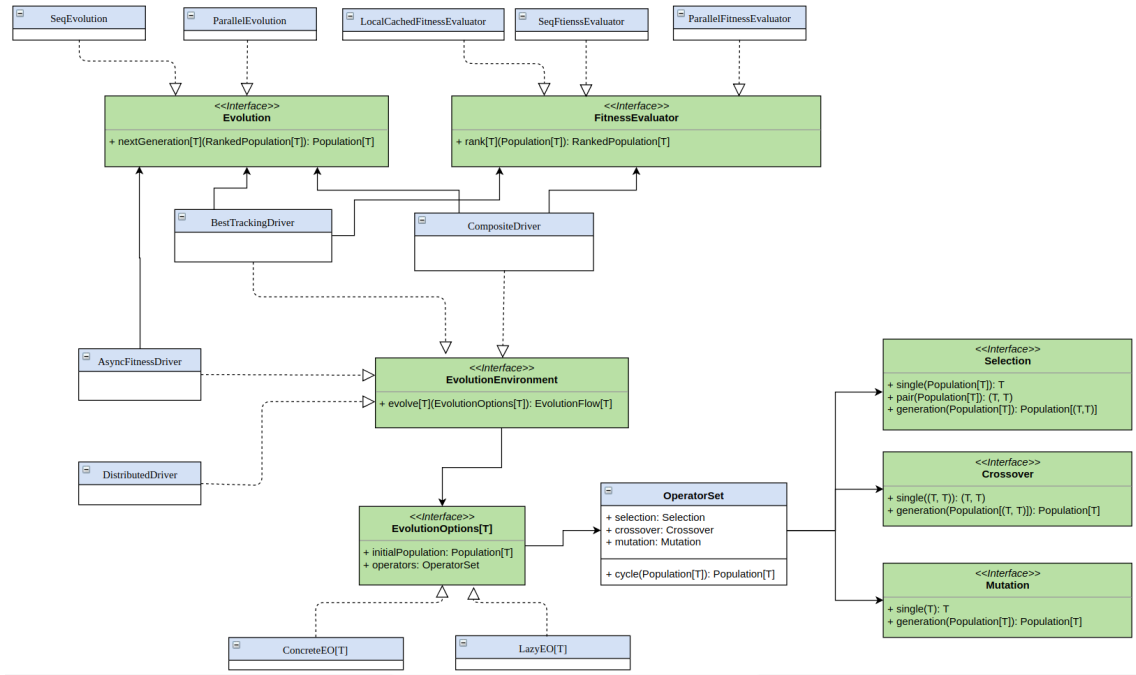 SeqEvolution
ParallelEvolution
LocalCachedFitnessEvaluator
SeqFtienssEvaluator
ParallelFitnessEvaluator
<<Interface>>
Evolution
+ nextGeneration[T](RankedPopulation[T]): Population[T]
<<Interface>>
FitnessEvaluator
+ rank[T](Population[T]): RankedPopulation[T]
BestTrackingDriver
CompositeDriver
AsyncFitnessDriver
<<Interface>>
EvolutionEnvironment
+ evolve[T](EvolutionOptions[T]): EvolutionFlow[T]
<<Interface>>
Selection
+ single(Population[T]): T
+ pair(Population[T]): (T, T)
+ generation(Population[T]): Population[(T,T)]
DistributedDriver
<<Interface>>
Crossover
+ single((T, T)): (T, T)
+ generation(Population[(T, T)]): Population[T]
<<Interface>>
EvolutionOptions[T]
+ initialPopulation: Population[T]
+ operators: OperatorSet
OperatorSet
+ selection: Selection
+ crossover: Crossover
+ mutation: Mutation
+ cycle(Population[T]): Population[T]
<<Interface>>
Mutation
+ single(T): T
+ generation(Population[T]): Population[T]
ConcreteEO[T]
LazyEO[T]